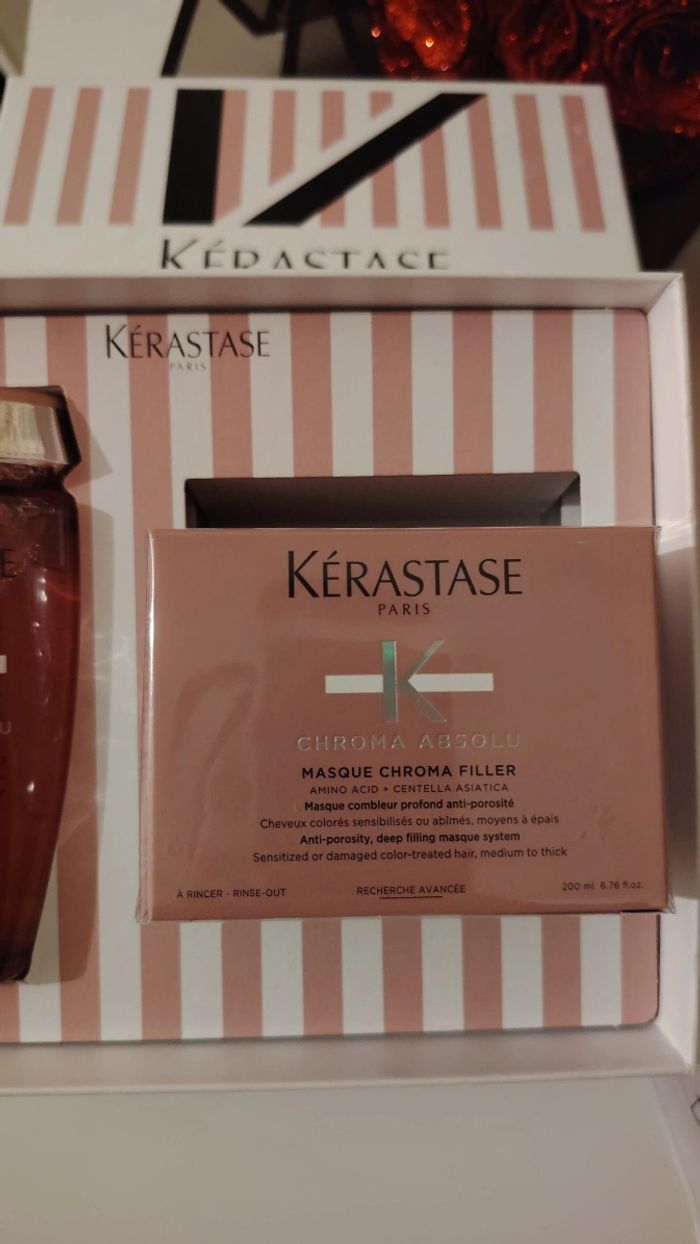 KÉRASTASE
KÉRASTASE
PARIS
E
U
KÉRASTASE
PARIS
K
CHROMA ABSOLU
MASQUE CHROMA FILLER
AMINO ACID + CENTELLA ASIATICA
Masque combleur profond anti-porosité
Cheveux colorés sensibilisés ou abîmés, moyens à épais
Anti-porosity, deep filling masque system
Sensitized or damaged color-treated hair, medium to thick
À RINCER - RINSE-OUT RECHERCHE AVANCÉE 200 ml 6.76 fl.oz.